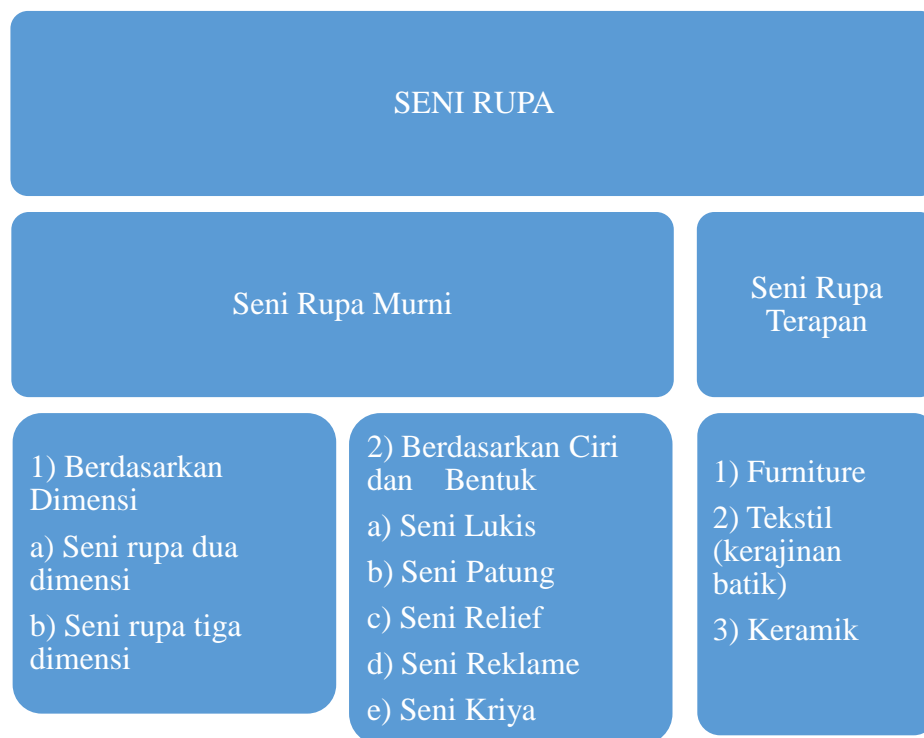 SENI RUPA
Seni Rupa Murni
Seni Rupa
Terapan
1) Berdasarkan
Dimensi
a) Seni rupa dua
dimensi
b) Seni rupa tiga
dimensi
2) Berdasarkan Ciri
dan Bentuk
a) Seni Lukis
b) Seni Patung
c) Seni Relief
d) Seni Reklame
e) Seni Kriya
1) Furniture
2) Tekstil
(kerajinan
batik)
3) Keramik